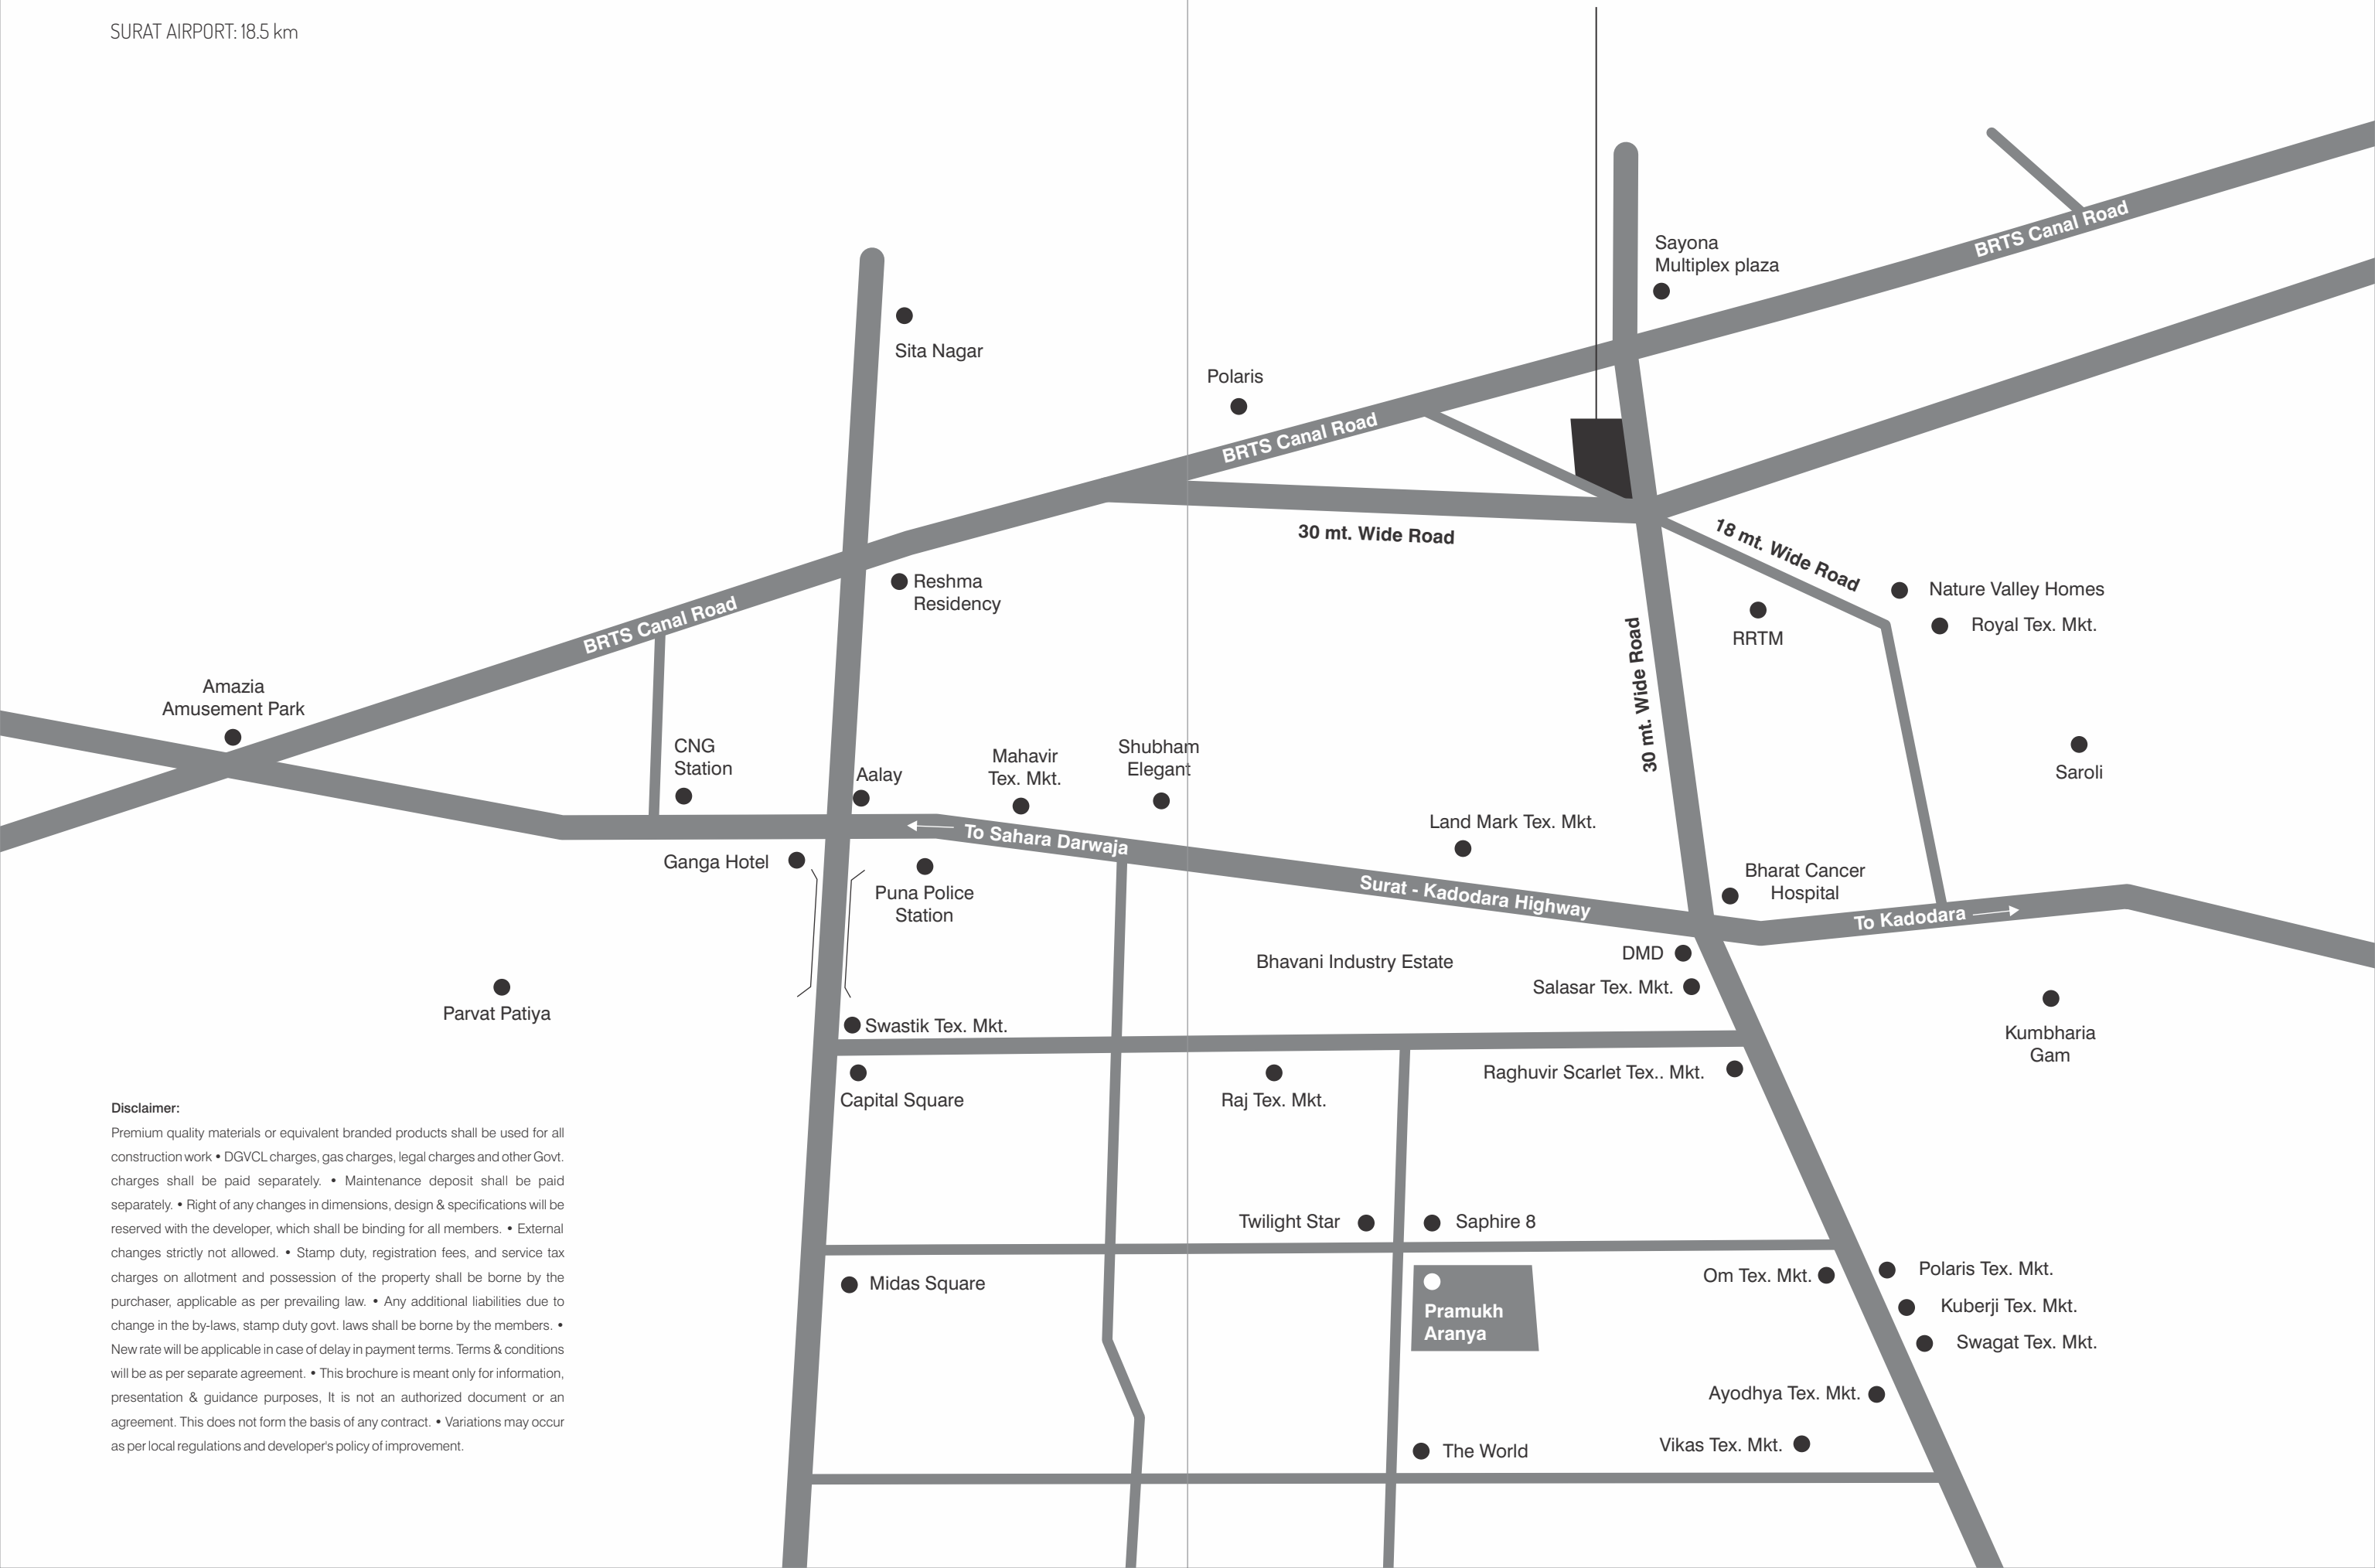 SURAT AIRPORT: 18.5 km
BRTS Canal Road
Sayona
Multiplex plaza
Sita Nagar
Polaris
BRTS Canal Road
30 mt. Wide Road
18 mt. Wide Road
Reshma
Residency
Nature Valley Homes
Royal Tex. Mkt.
RRTM
BRTS Canal Road
30 mt. Wide Road
Amazia
Amusement Park
CNG
Station
Aalay
Mahavir
Tex. Mkt.
Shubham
Elegant
Saroli
Land Mark Tex. Mkt.
To Sahara Darwaja
Ganga Hotel
Puna Police
Station
Surat - Kadodara Highway
Bharat Cancer
Hospital
To Kadodara
Bhavani Industry Estate
DMD
Salasar Tex. Mkt.
Parvat Patiya
Swastik Tex. Mkt.
Kumbharia
Gam
Capital Square
Raj Tex. Mkt.
Raghuvir Scarlet Tex.. Mkt.
Twilight Star
Saphire 8
Midas Square
Pramukh
Aranya
Om Tex. Mkt.
Polaris Tex. Mkt.
Kuberji Tex. Mkt.
Swagat Tex. Mkt.
Ayodhya Tex. Mkt.
The World
Vikas Tex. Mkt.
Disclaimer:
Premium quality materials or equivalent branded products shall be used for all
construction work • DGVCL charges, gas charges, legal charges and other Govt.
charges shall be paid separately. • Maintenance deposit shall be paid
separately. • Right of any changes in dimensions, design & specifications will be
reserved with the developer, which shall be binding for all members. • External
changes strictly not allowed. • Stamp duty, registration fees, and service tax
charges on allotment and possession of the property shall be borne by the
purchaser, applicable as per prevailing law. • Any additional liabilities due to
change in the by-laws, stamp duty govt. laws shall be borne by the members. •
New rate will be applicable in case of delay in payment terms. Terms & conditions
will be as per separate agreement. • This brochure is meant only for information,
presentation & guidance purposes, It is not an authorized document or an
agreement. This does not form the basis of any contract. • Variations may occur
as per local regulations and developer's policy of improvement.